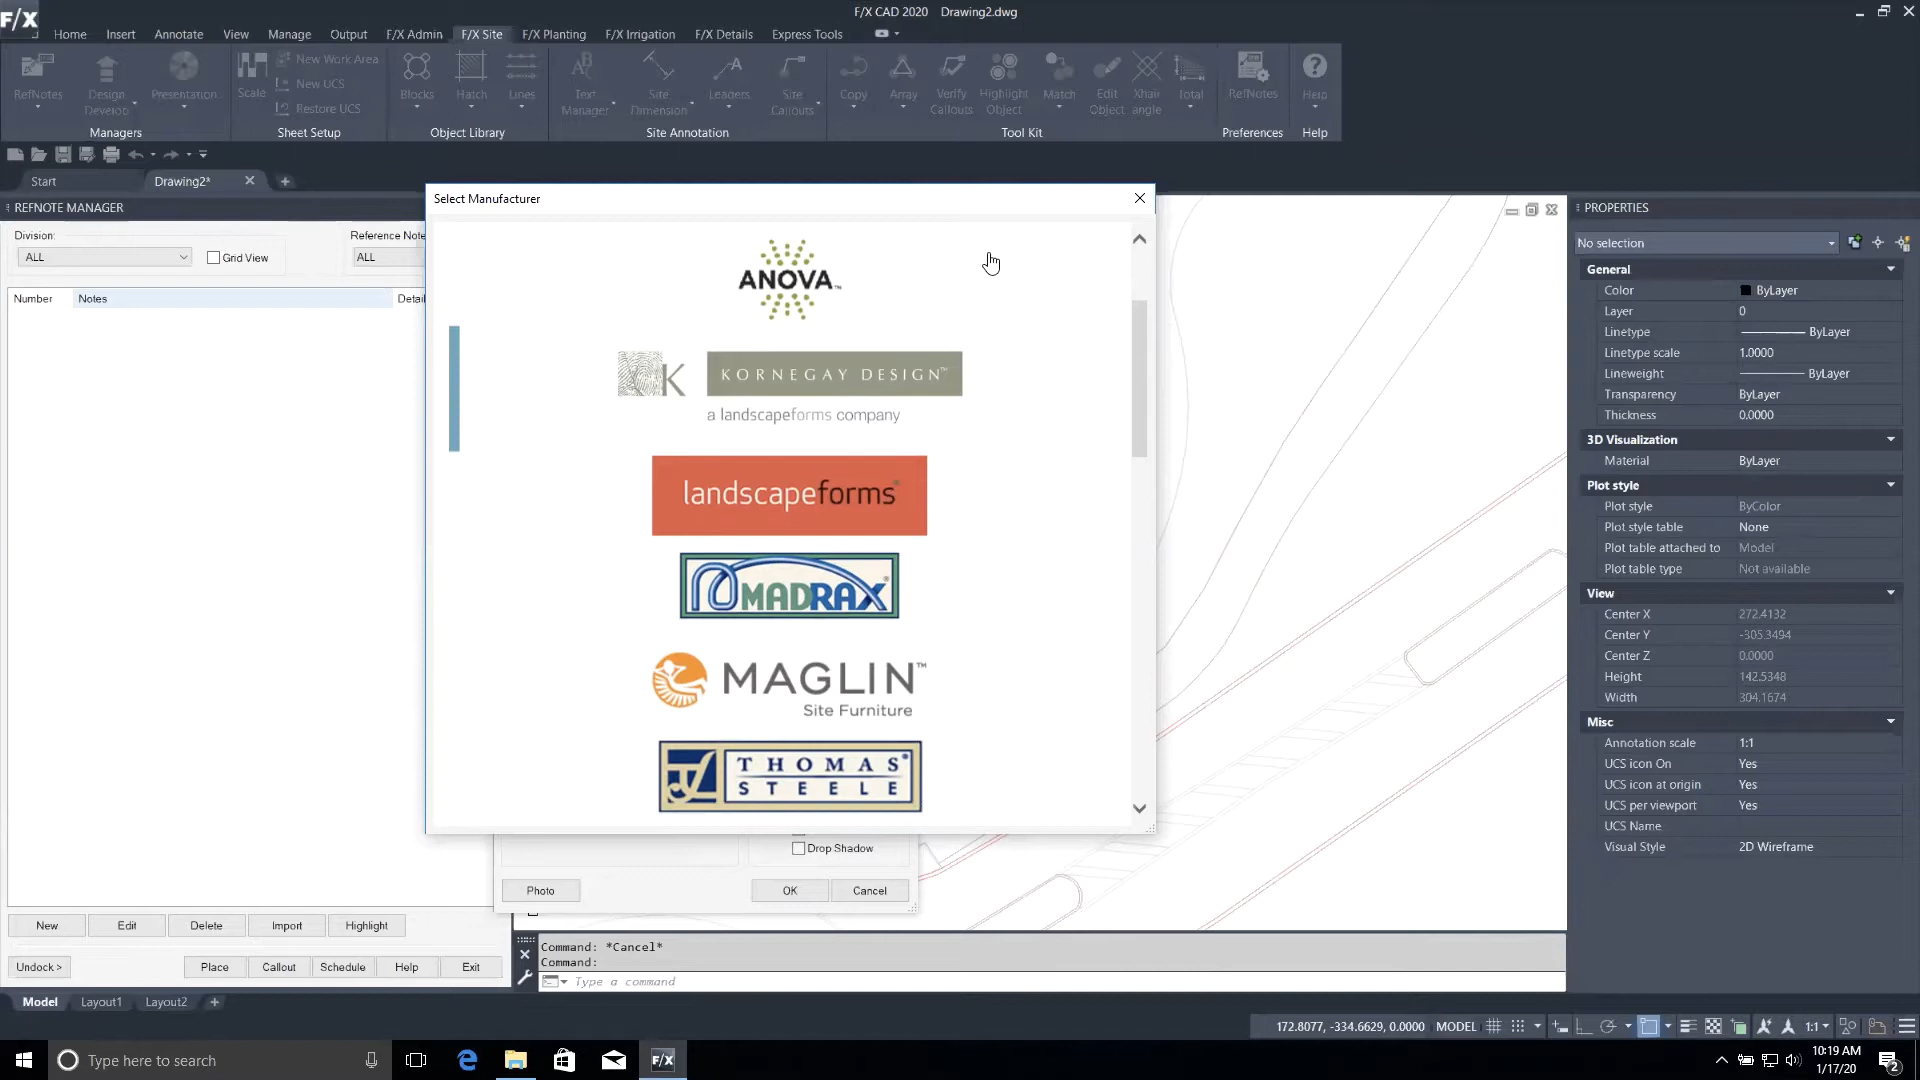 F/X
F/X CAD 2020 Drawing2.dwg
Home Insert Annotate View Manage Output F/X Admin F/X Site F/X Planting F/X Irrigation F/X Details Express Tools
RefNotes
Design Develop.
Presentation
Managers
Scale
New Work Area
New UCS
Restore UCS
Sheet Setup
Blocks
Hatch
Lines
Object Library
Text Manager
Site Dimension
Leaders
Site Callouts
Site Annotation
Copy
Array
Verify Callouts
Highlight Object
Match
Edit Object
Xhair angle
Total
Tool Kit
RefNotes
Preferences
Help
Help
Start Drawing2*
REFNOTE MANAGER
Division:
Reference Note
ALL
Grid View
ALL
Number Notes Detail
New Edit Delete Import Highlight
Undock > Place Callout Schedule Help Exit
Select Manufacturer
ANOVA™
K
KORNEGAY DESIGN™
a landscapeforms company
landscapeforms®
MADRAX®
MAGLIN™
Site Furniture
THOMAS®
STEELE
Drop Shadow
Photo OK Cancel
Command: *Cancel*
Command:
Type a command
PROPERTIES
No selection
General
Color ByLayer
Layer 0
Linetype ByLayer
Linetype scale 1.0000
Lineweight ByLayer
Transparency ByLayer
Thickness 0.0000
3D Visualization
Material ByLayer
Plot style
Plot style ByColor
Plot style table None
Plot table attached to Model
Plot table type Not available
View
Center X 272.4132
Center Y -305.3494
Center Z 0.0000
Height 142.5348
Width 304.1674
Misc
Annotation scale 1:1
UCS icon On Yes
UCS icon at origin Yes
UCS per viewport Yes
UCS Name
Visual Style 2D Wireframe
Model Layout1 Layout2
172.8077, -334.6629, 0.0000 MODEL 1:1
Type here to search
F/X
10:19 AM
1/17/20
2